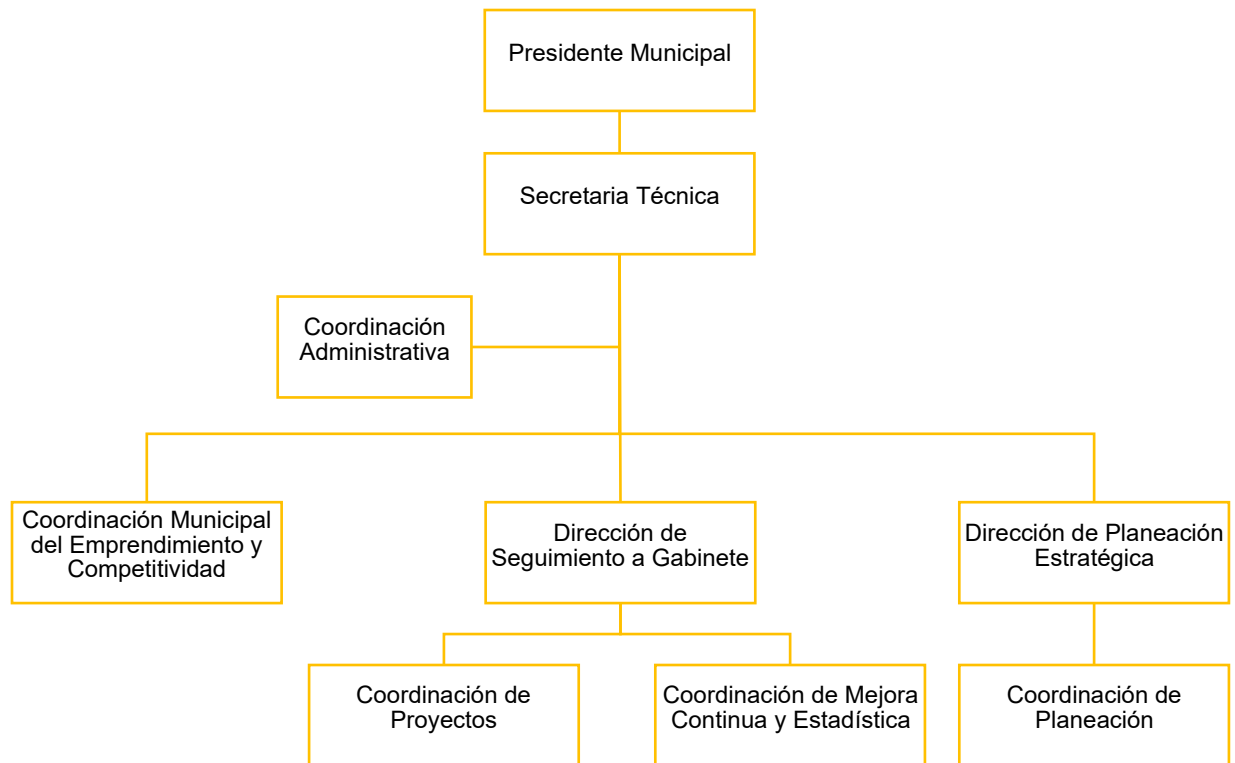 Presidente Municipal
Secretaria Técnica
Coordinación
Administrativa
Coordinación Municipal
del Emprendimiento y
Competitividad
Dirección de
Seguimiento a Gabinete
Dirección de Planeación
Estratégica
Coordinación de
Proyectos
Coordinación de Mejora
Continua y Estadística
Coordinación de
Planeación